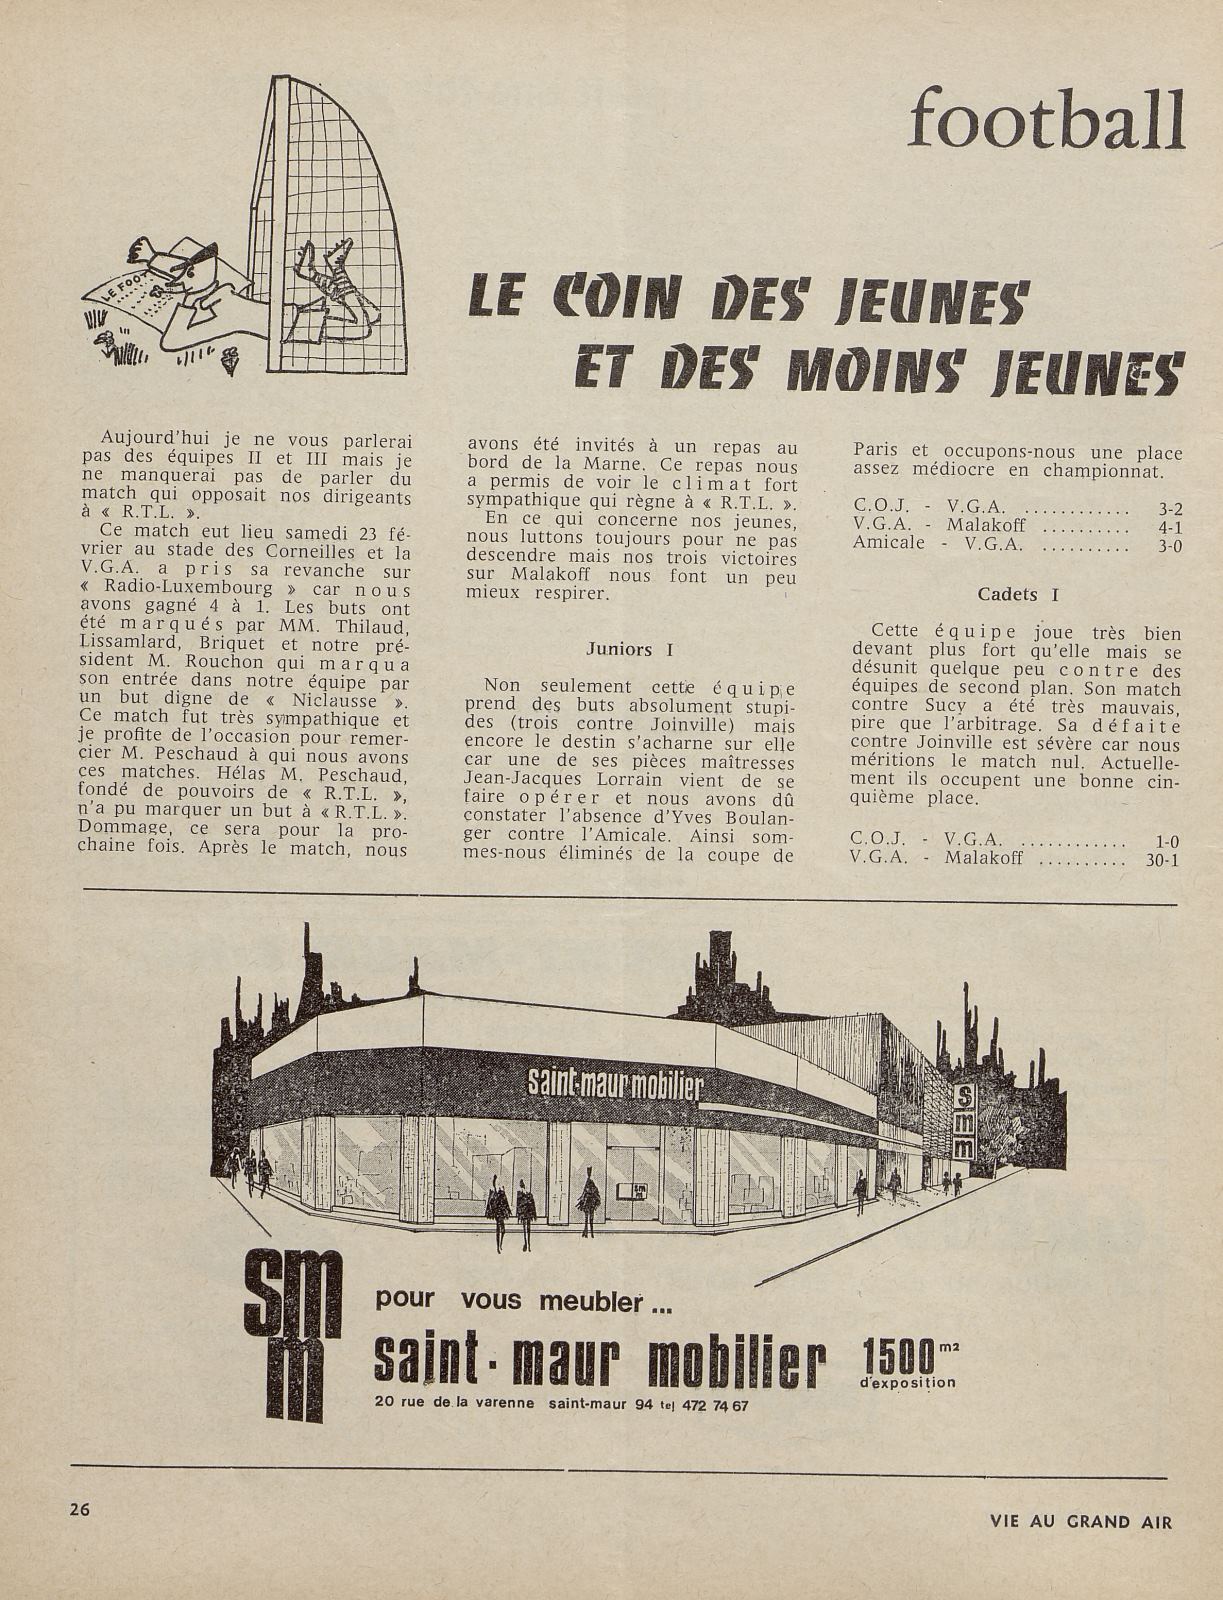 football
LE FOOT
LE COIN DES JEUNES
ET DES MOINS JEUNES
Aujourd'hui je ne vous parlerai
pas des équipes II et III mais je
ne manquerai pas de parler du
match qui opposait nos dirigeants
à « R.T.L. ».
Ce match eut lieu samedi 23 fé-
vrier au stade des Corneilles et la
V.G.A. a pris sa revanche sur
« Radio-Luxembourg » car nous
avons gagné 4 à 1. Les buts ont
été marqués par MM. Thilaud,
Lissamlard, Briquet et notre pré-
sident M. Rouchon qui marqua
son entrée dans notre équipe par
un but digne de « Niclausse ».
Ce match fut très sympathique et
je profite de l'occasion pour remer-
cier M. Peschaud à qui nous avons
ces matches. Hélas M. Peschaud,
fondé de pouvoirs de « R.T.L. »,
n'a pu marquer un but à « R.T.L. ».
Dommage, ce sera pour la pro-
chaine fois. Après le match, nous
avons été invités à un repas au
bord de la Marne. Ce repas nous
a permis de voir le climat fort
sympathique qui règne à « R.T.L. ».
En ce qui concerne nos jeunes,
nous luttons toujours pour ne pas
descendre mais nos trois victoires
sur Malakoff nous font un peu
mieux respirer.
Juniors I
Non seulement cette équipe
prend des buts absolument stupi-
des (trois contre Joinville) mais
encore le destin s'acharne sur elle
car une de ses pièces maîtresses
Jean-Jacques Lorrain vient de se
faire opérer et nous avons dû
constater l'absence d'Yves Boulan-
ger contre l'Amicale. Ainsi som-
mes-nous éliminés de la coupe de
Paris et occupons-nous une place
assez médiocre en championnat.
C.O.J. - V.G.A. ............ 3-2
V.G.A. - Malakoff .......... 4-1
Amicale - V.G.A. .......... 3-0
Cadets I
Cette équipe joue très bien
devant plus fort qu'elle mais se
désunit quelque peu contre des
équipes de second plan. Son match
contre Sucy a été très mauvais,
pire que l'arbitrage. Sa défaite
contre Joinville est sévère car nous
méritions le match nul. Actuelle-
ment ils occupent une bonne cin-
quième place.
C.O.J. - V.G.A. ............ 1-0
V.G.A. - Malakoff .......... 30-1
saint-maur mobilier
s
m
m
sm
m
sm
m
pour vous meubler...
saint-maur mobilier 1500 m2
d'exposition
20 rue de la varenne saint-maur 94 tel 472 74 67
26
VIE AU GRAND AIR